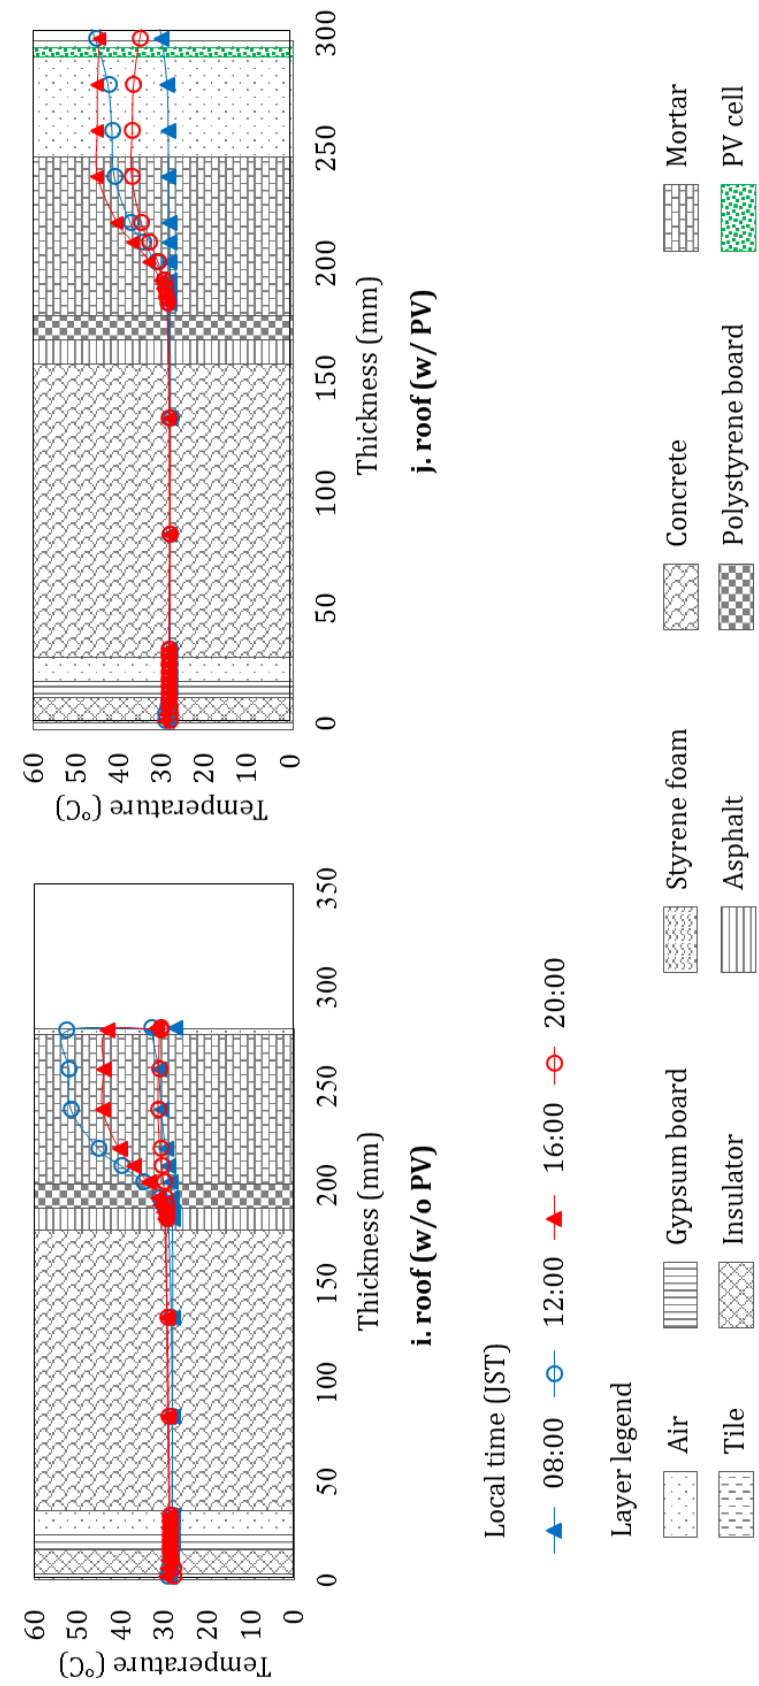 Temperature (°C)
60
50
40
30
20
10
0
0
50
100
150
200
250
300
350
Thickness (mm)
i. roof (w/o PV)
Temperature (°C)
60
50
40
30
20
10
0
0
50
100
150
200
250
300
Thickness (mm)
j. roof (w/ PV)
Local time (JST)
08:00 12:00 16:00 20:00
Layer legend
Air Gypsum board Styrene foam Concrete Mortar
Tile Insulator Asphalt Polystyrene board PV cell